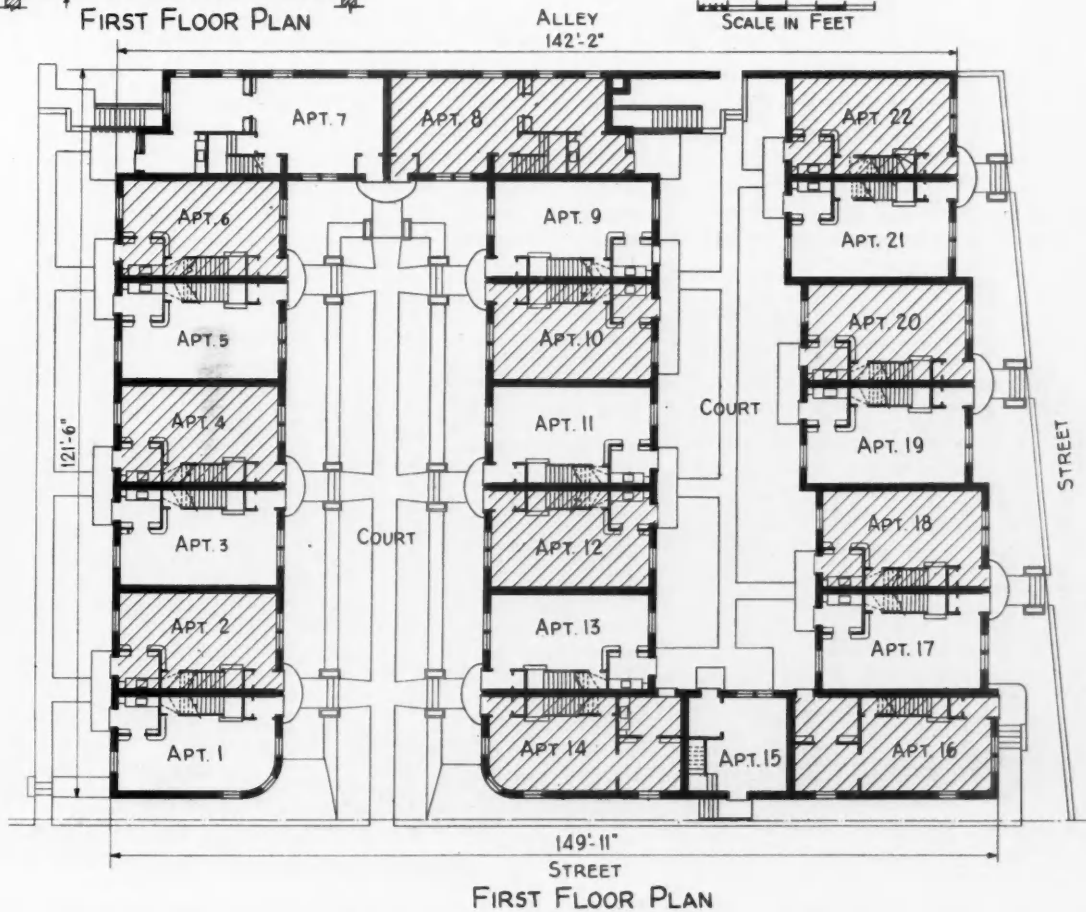 FIRST FLOOR PLAN
SCALE IN FEET
ALLEY
142'-2"
APT. 7
APT. 8
APT. 22
APT. 6
APT. 9
APT. 21
APT. 5
APT. 10
APT. 20
121'-6"
APT. 4
APT. 11
COURT
APT. 19
STREET
APT. 3
COURT
APT. 12
APT. 18
APT. 2
APT. 13
APT. 17
APT. 1
APT. 14
APT. 15
APT. 16
149'-11"
STREET
FIRST FLOOR PLAN